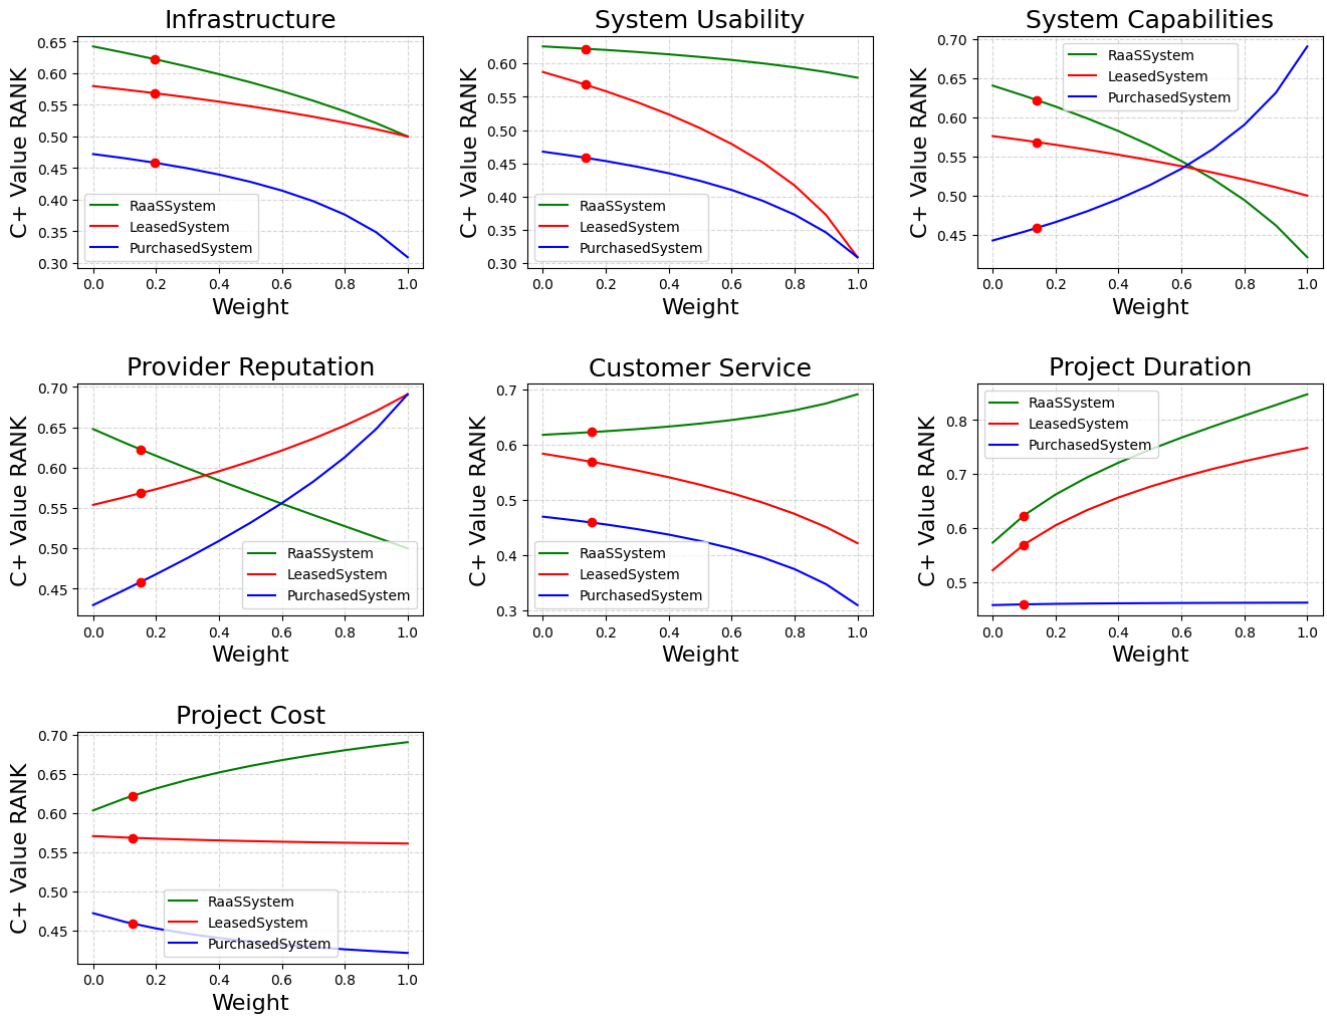 Infrastructure
C+ Value RANK
0.65
0.60
0.55
0.50
0.45
0.40
0.35
0.30
RaaSSystem
LeasedSystem
PurchasedSystem
0.0 0.2 0.4 0.6 0.8 1.0
Weight
System Usability
C+ Value RANK
0.60
0.55
0.50
0.45
0.40
0.35
0.30
RaaSSystem
LeasedSystem
PurchasedSystem
0.0 0.2 0.4 0.6 0.8 1.0
Weight
System Capabilities
C+ Value RANK
0.70
0.65
0.60
0.55
0.50
0.45
RaaSSystem
LeasedSystem
PurchasedSystem
0.0 0.2 0.4 0.6 0.8 1.0
Weight
Provider Reputation
C+ Value RANK
0.70
0.65
0.60
0.55
0.50
0.45
RaaSSystem
LeasedSystem
PurchasedSystem
0.0 0.2 0.4 0.6 0.8 1.0
Weight
Customer Service
C+ Value RANK
0.7
0.6
0.5
0.4
0.3
RaaSSystem
LeasedSystem
PurchasedSystem
0.0 0.2 0.4 0.6 0.8 1.0
Weight
Project Duration
C+ Value RANK
0.8
0.7
0.6
0.5
RaaSSystem
LeasedSystem
PurchasedSystem
0.0 0.2 0.4 0.6 0.8 1.0
Weight
Project Cost
C+ Value RANK
0.70
0.65
0.60
0.55
0.50
0.45
RaaSSystem
LeasedSystem
PurchasedSystem
0.0 0.2 0.4 0.6 0.8 1.0
Weight